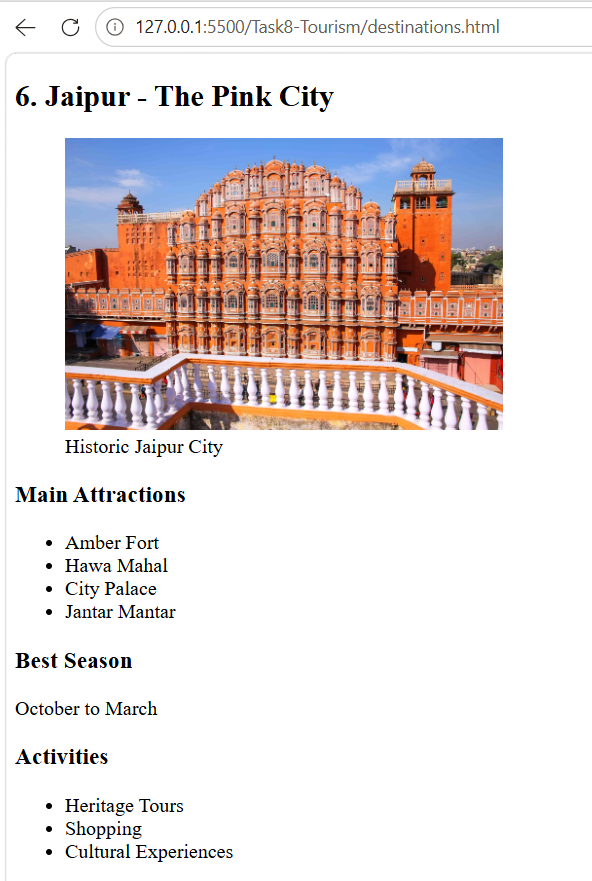 127.0.0.1:5500/Task8-Tourism/destinations.html
6. Jaipur - The Pink City
Historic Jaipur City
Main Attractions
• Amber Fort
• Hawa Mahal
• City Palace
• Jantar Mantar
Best Season
October to March
Activities
• Heritage Tours
• Shopping
• Cultural Experiences